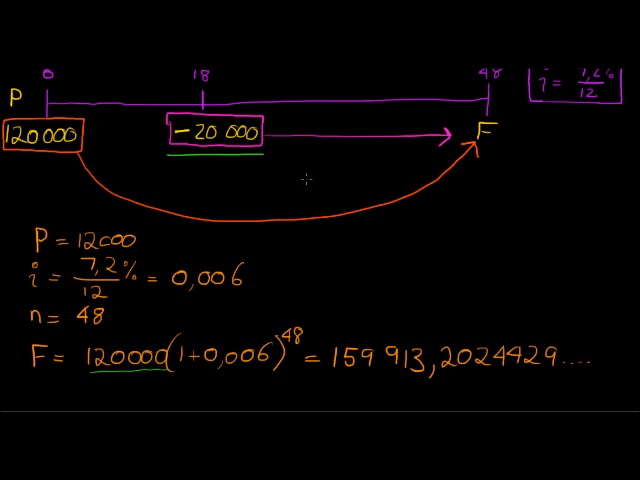 0 18 48
i = 7,2% / 12
P
120 000 - 20 000 F
P = 12000
i = 7,2% / 12 = 0,006
n = 48
F = 120000(1+0,006)^48 = 159 913,2024429....